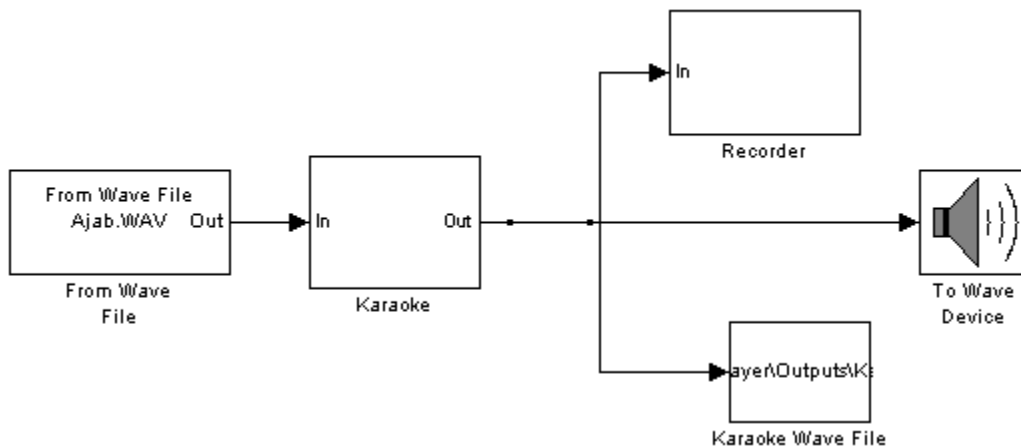 In
Recorder
From Wave File
Ajab.WAV
Out
From Wave
File
In
Out
Karaoke
To Wave
Device
ayer\Outputs\Ka
Karaoke Wave File